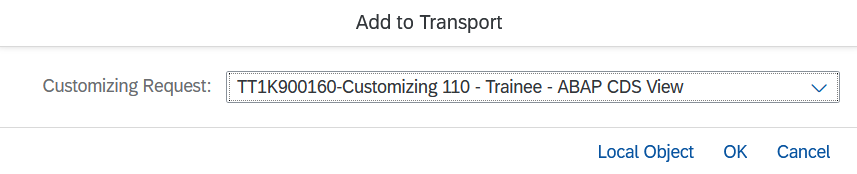 Add to Transport
Customizing Request: TT1K900160-Customizing 110 - Trainee - ABAP CDS View
Local Object OK Cancel